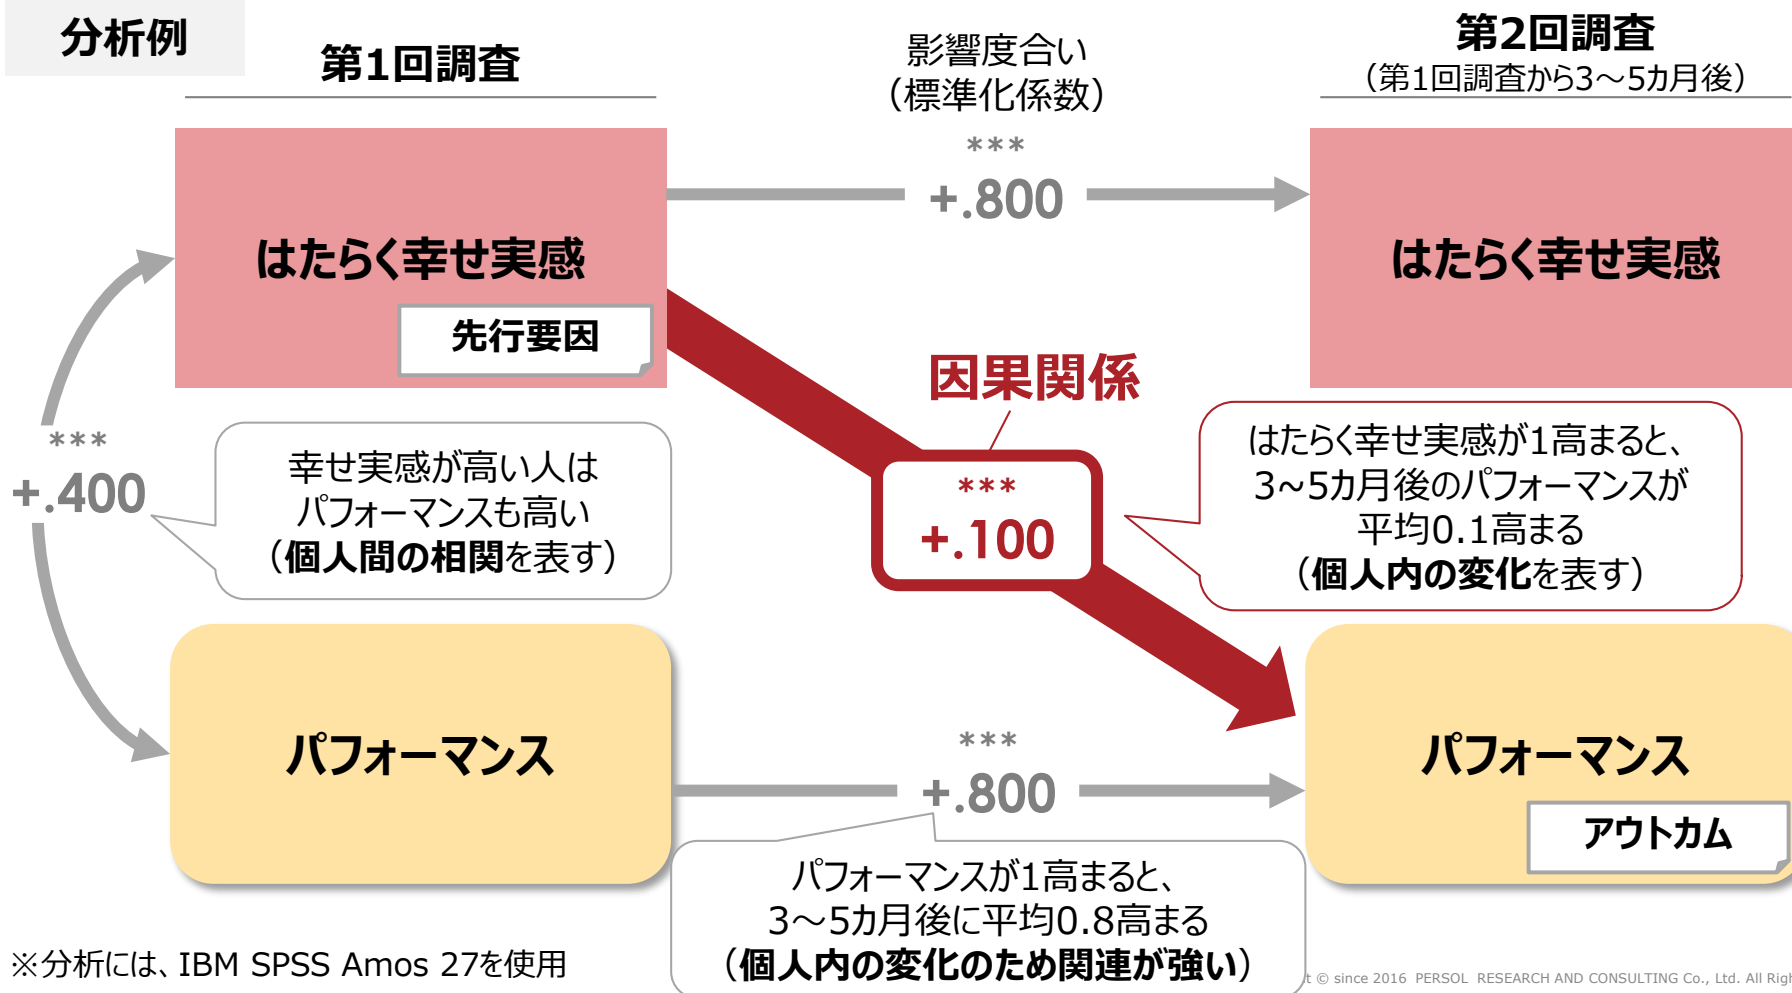 分析例
第1回調査
影響度合い
（標準化係数）
第2回調査
（第1回調査から3～5カ月後）
***
+.800
はたらく幸せ実感
先行要因
はたらく幸せ実感
因果関係
***
+.400
幸せ実感が高い人は
パフォーマンスも高い
（個人間の相関を表す）
***
+.100
はたらく幸せ実感が1高まると、
3~5カ月後のパフォーマンスが
平均0.1高まる
（個人内の変化を表す）
パフォーマンス
***
+.800
パフォーマンス
アウトカム
パフォーマンスが1高まると、
3～5カ月後に平均0.8高まる
（個人内の変化のため関連が強い）
※分析には、IBM SPSS Amos 27を使用
© since 2016 PERSOL RESEARCH AND CONSULTING Co., Ltd. All